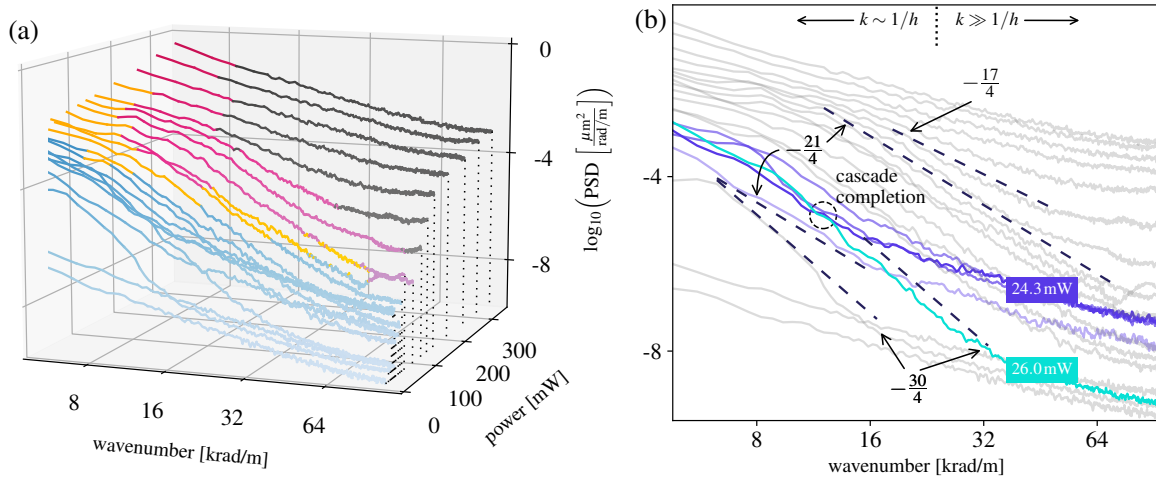 (a)
0
-4
-8
300
200
100
0
power [mW]
8
16
32
64
wavenumber [krad/m]
(b)
k ∼ 1/h
k ≫ 1/h
−17/4
−21/4
cascade
completion
−30/4
24.3 mW
26.0 mW
log10(PSD [μm²/rad/m])
-4
-8
8
16
32
64
wavenumber [krad/m]